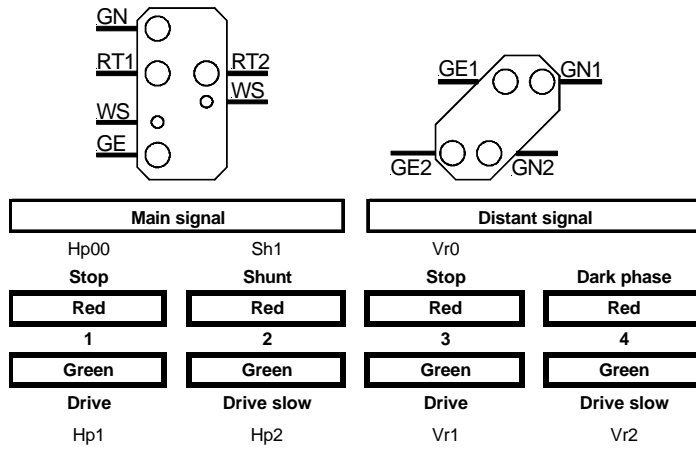 GN
RT1
RT2
WS
WS
GE
GE1
GN1
GE2
GN2
Main signal
Distant signal
Hp00
Sh1
Vr0
Stop
Shunt
Stop
Dark phase
Red
Red
Red
Red
1
2
3
4
Green
Green
Green
Green
Drive
Drive slow
Drive
Drive slow
Hp1
Hp2
Vr1
Vr2